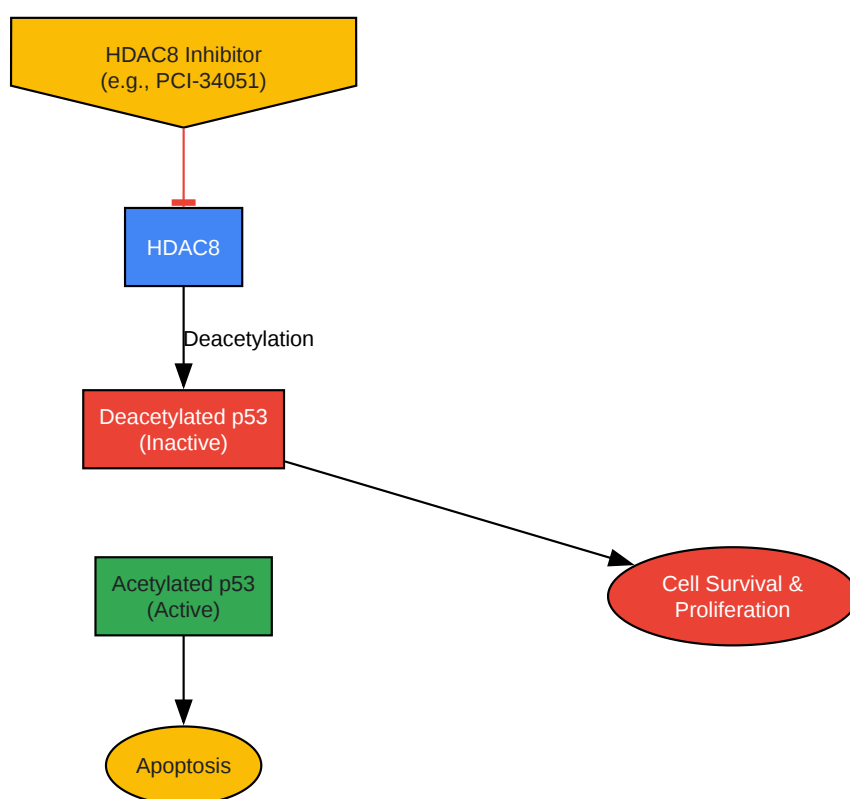 HDAC8 Inhibitor
(e.g., PCI-34051)
HDAC8
Deacetylation
Deacetylated p53
(Inactive)
Acetylated p53
(Active)
Cell Survival &
Proliferation
Apoptosis